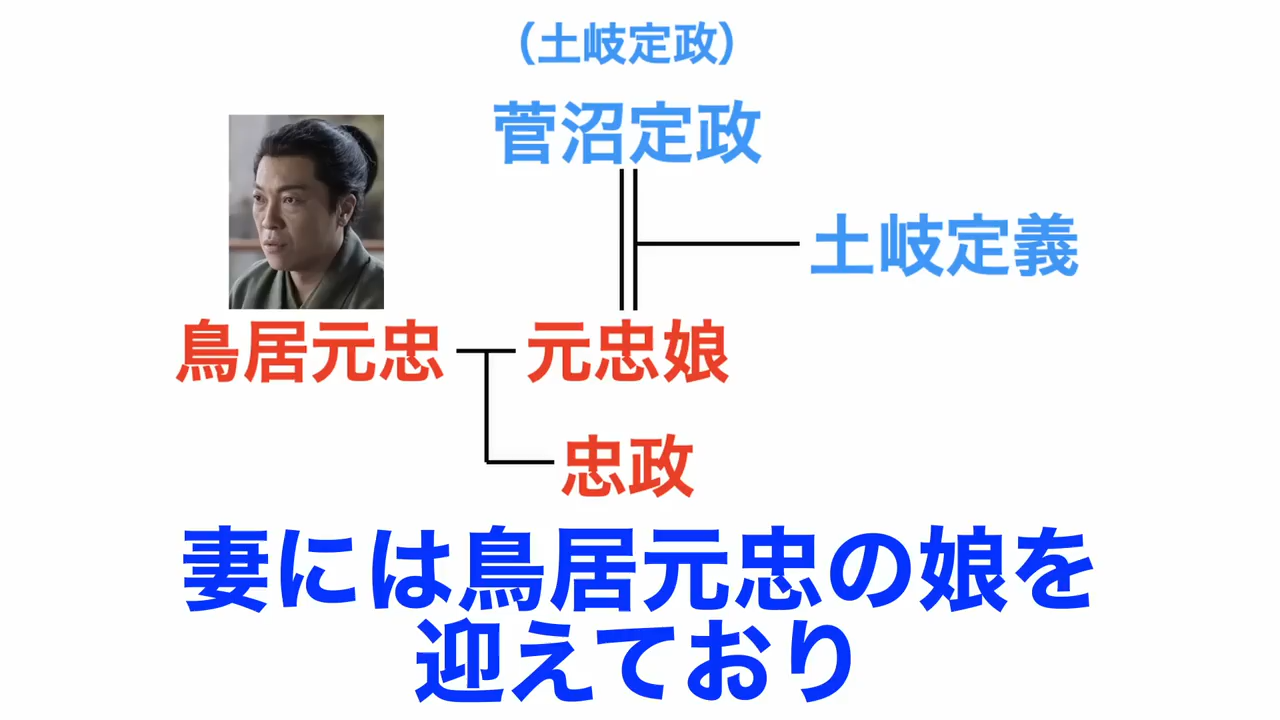 （土岐定政）
菅沼定政
土岐定義
鳥居元忠
元忠娘
忠政
妻には鳥居元忠の娘を
迎えており